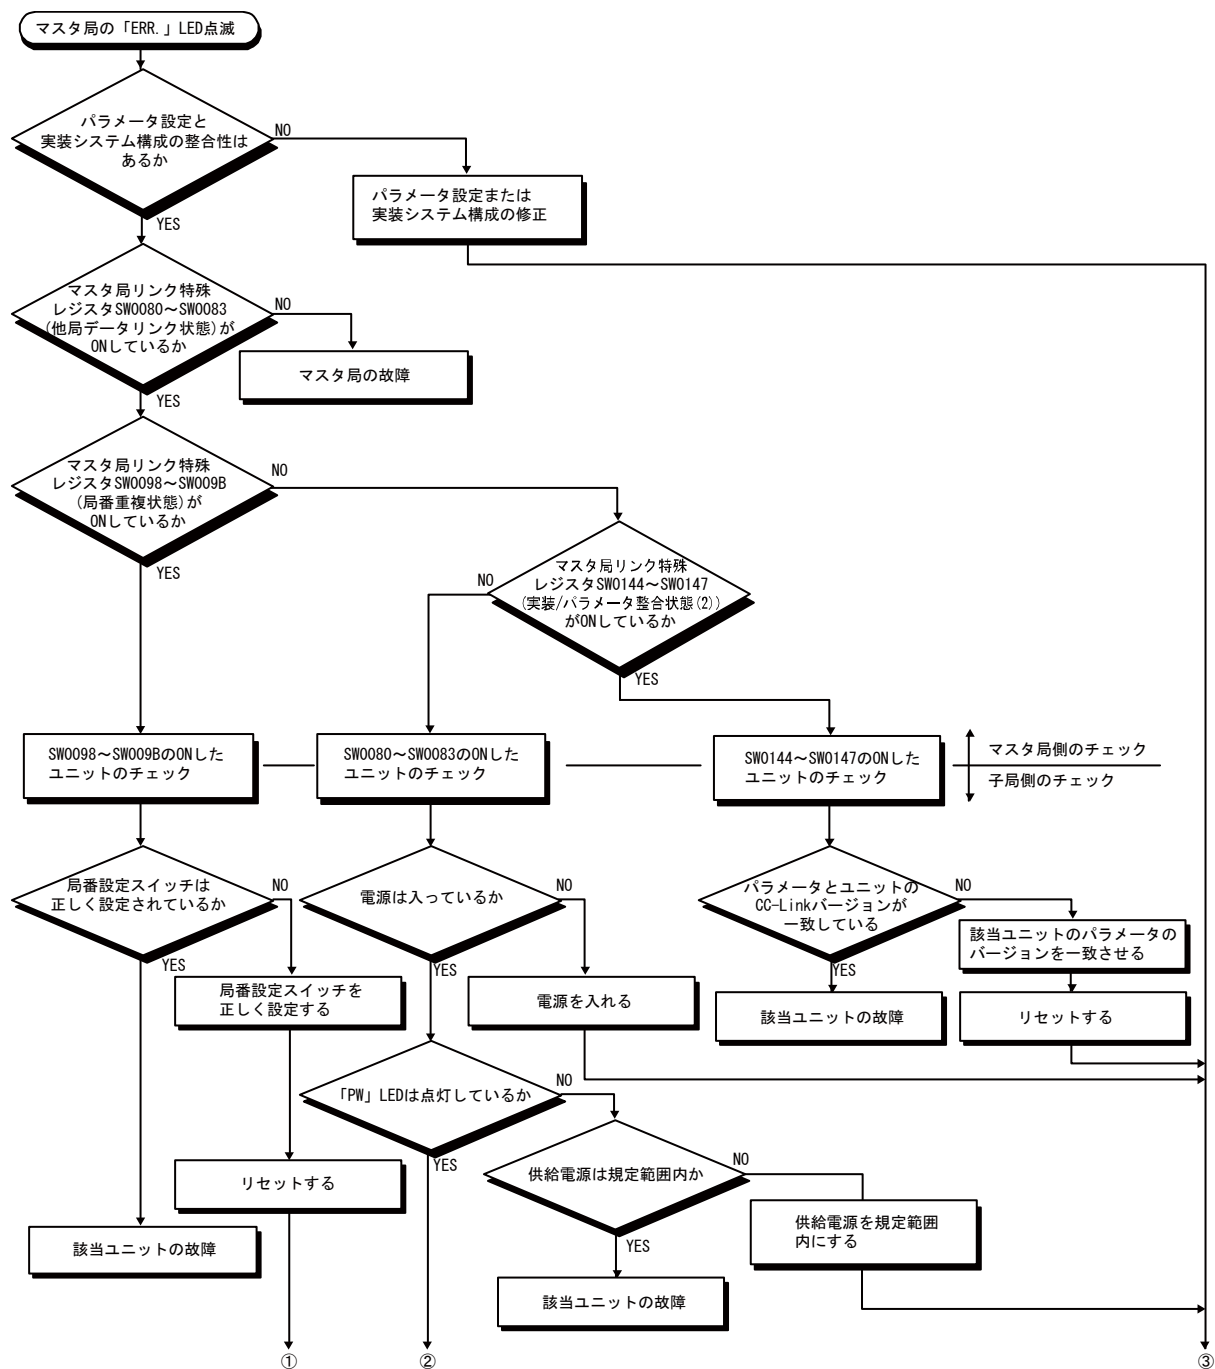 マスタ局の「ERR.」LED点滅
パラメータ設定と
実装システム構成の整合性は
あるか
NO
YES
パラメータ設定または
実装システム構成の修正
マスタ局リンク特殊
レジスタSW0080～SW0083
(他局データリンク状態)が
ONしているか
NO
YES
マスタ局の故障
マスタ局リンク特殊
レジスタSW0098～SW009B
(局番重複状態)が
ONしているか
NO
YES
マスタ局リンク特殊
レジスタSW0144～SW0147
(実装/パラメータ整合状態(2))
がONしているか
NO
YES
SW0098～SW009BのONした
ユニットのチェック
SW0080～SW0083のONした
ユニットのチェック
SW0144～SW0147のONした
ユニットのチェック
マスタ局側のチェック
子局側のチェック
局番設定スイッチは
正しく設定されているか
NO
YES
電源は入っているか
NO
YES
パラメータとユニットの
CC-Linkバージョンが
一致している
NO
YES
該当ユニットのパラメータの
バージョンを一致させる
局番設定スイッチを
正しく設定する
電源を入れる
該当ユニットの故障
リセットする
「PW」LEDは点灯しているか
NO
YES
供給電源は規定範囲内か
NO
YES
リセットする
供給電源を規定範囲
内にする
該当ユニットの故障
該当ユニットの故障
①
②
③